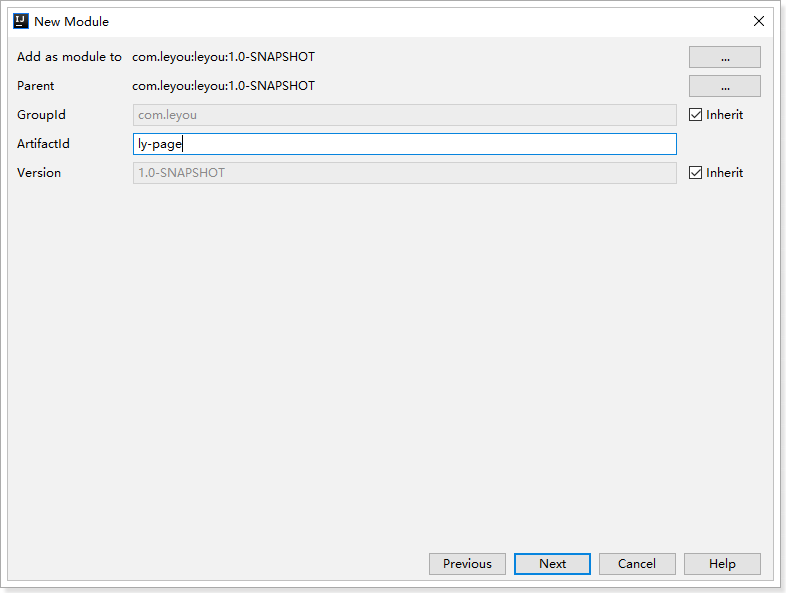 IJ New Module
Add as module to com.leyou:leyou:1.0-SNAPSHOT ...
Parent com.leyou:leyou:1.0-SNAPSHOT ...
GroupId com.leyou Inherit
ArtifactId ly-page
Version 1.0-SNAPSHOT Inherit
Previous Next Cancel Help